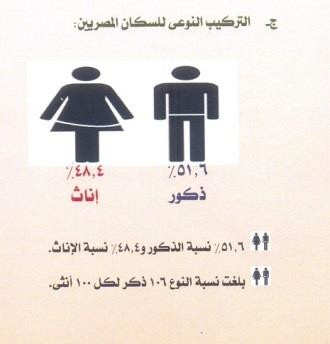 ج- التركيب النوعى للسكان المصريين:
٥١,٦٪ ٤٨,٤٪
ذكور إناث
٥١,٦٪ نسبة الذكور و٤٨,٤٪ نسبة الإناث.
بلغت نسبة النوع ١٠٦ ذكر لكل ١٠٠ أنثى.